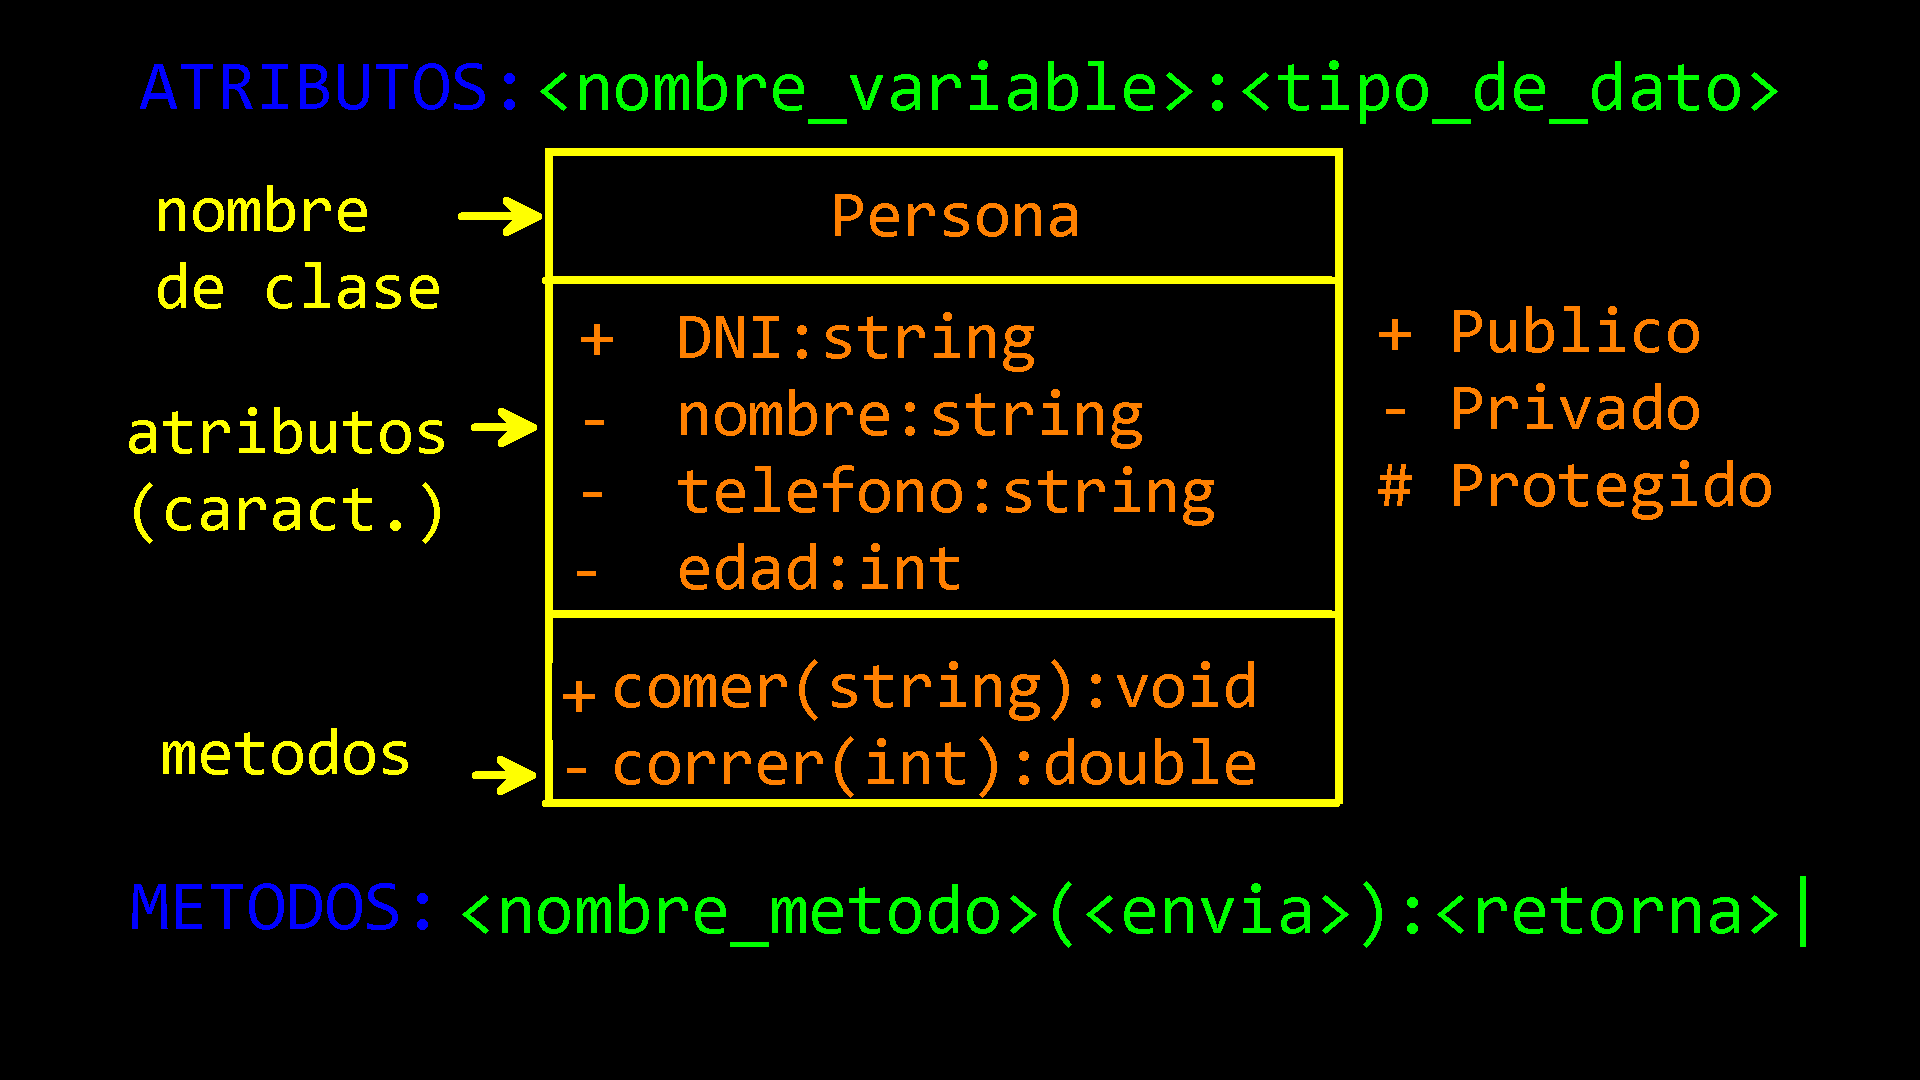 ATRIBUTOS:<nombre_variable>:<tipo_de_dato>
nombre
de clase
Persona
+ DNI:string
- nombre:string
- telefono:string
- edad:int
+ Publico
- Privado
# Protegido
atributos
(caract.)
+ comer(string):void
- correr(int):double
metodos
METODOS: <nombre_metodo>(<envia>):<retorna>|